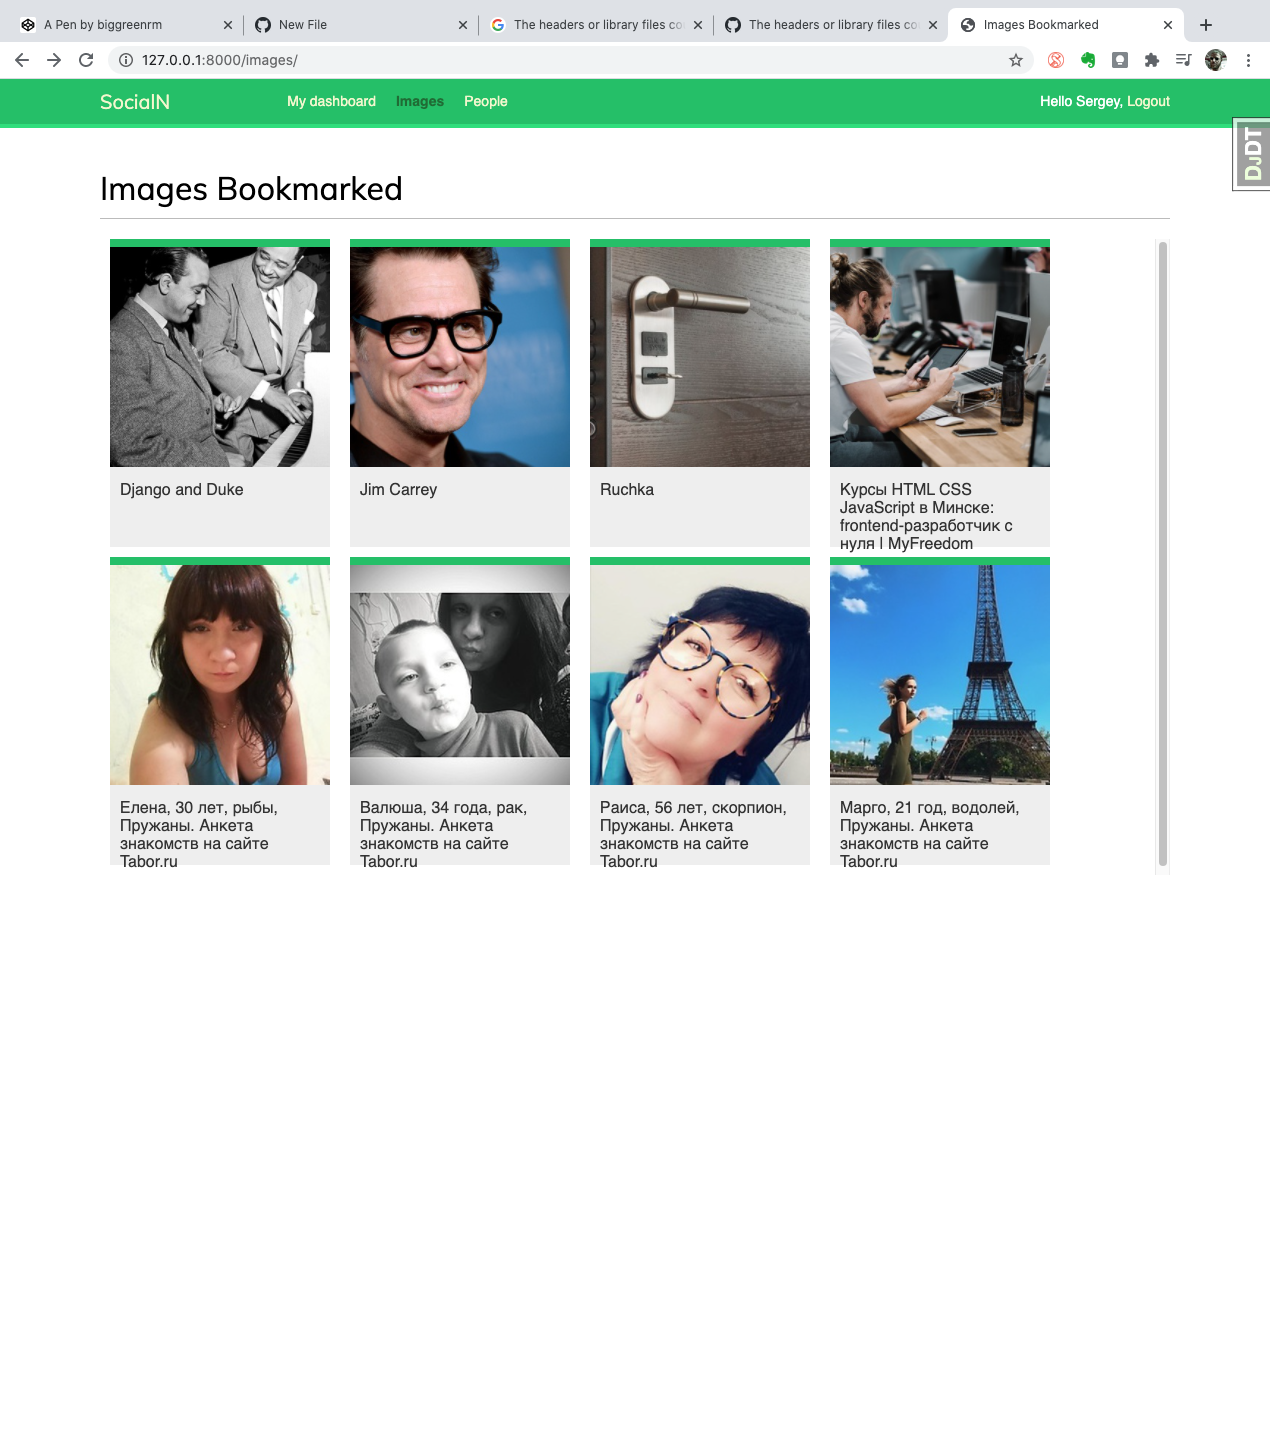 A Pen by biggreenrm
New File
The headers or library files co
The headers or library files co
Images Bookmarked
127.0.0.1:8000/images/
SocialN
My dashboard
Images
People
Hello Sergey, Logout
DjDT
Images Bookmarked
Django and Duke
Jim Carrey
Ruchka
Курсы HTML CSS
JavaScript в Минске:
frontend-разработчик с
нуля | MyFreedom
Елена, 30 лет, рыбы,
Пружаны. Анкета
знакомств на сайте
Tabor.ru
Валюша, 34 года, рак,
Пружаны. Анкета
знакомств на сайте
Tabor.ru
Раиса, 56 лет, скорпион,
Пружаны. Анкета
знакомств на сайте
Tabor.ru
Марго, 21 год, водолей,
Пружаны. Анкета
знакомств на сайте
Tabor.ru